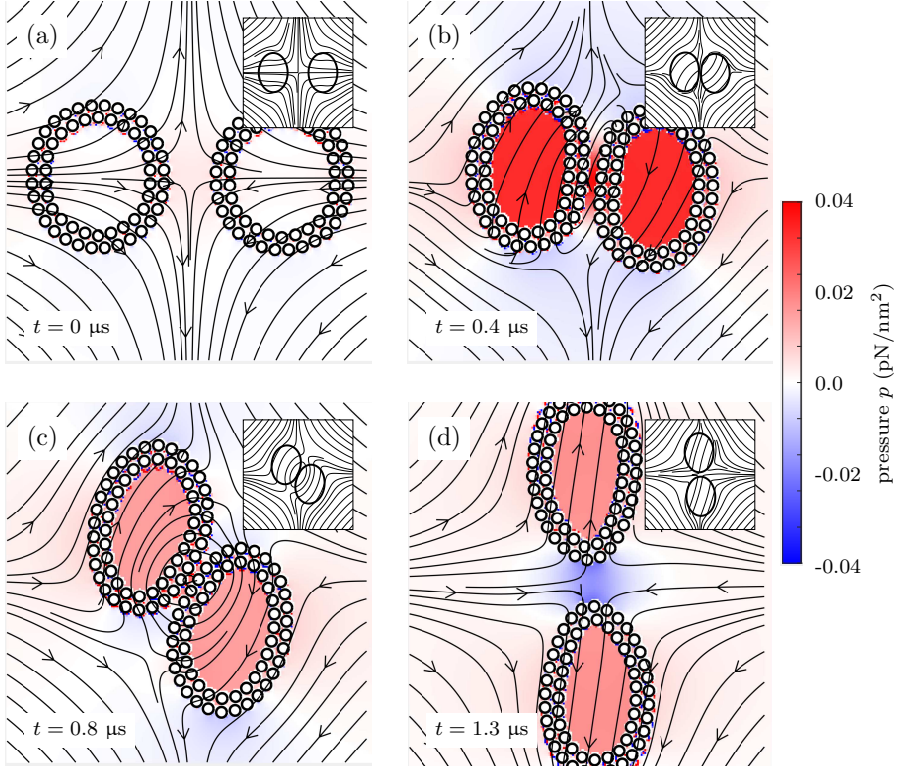 (a)
t = 0 µs
(b)
t = 0.4 µs
(c)
t = 0.8 µs
(d)
t = 1.3 µs
0.04
0.02
0.0
-0.02
-0.04
pressure p (pN/nm²)